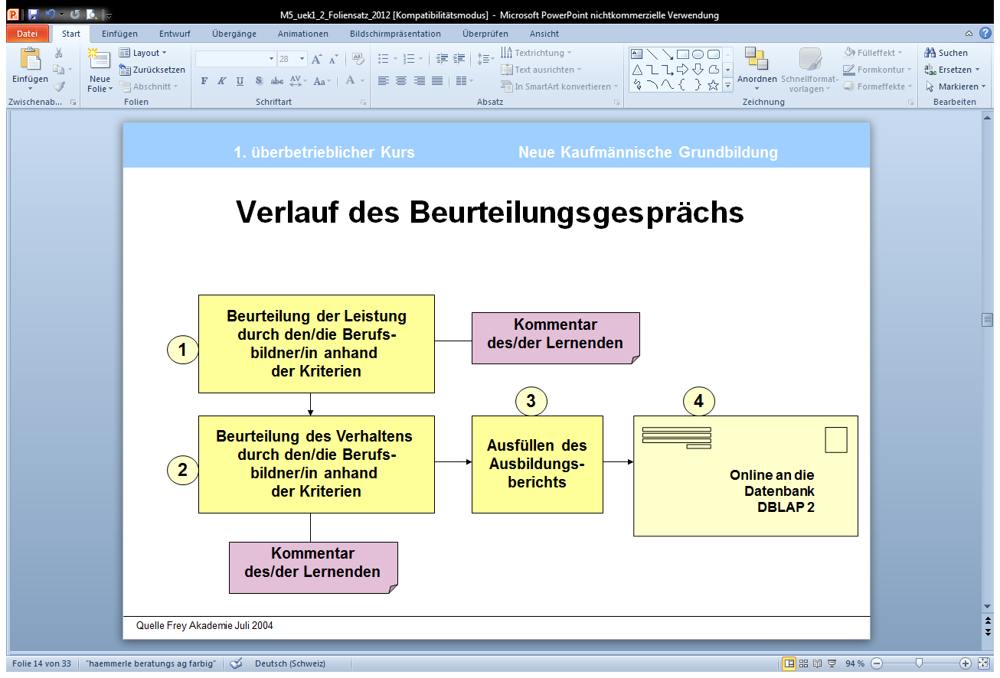 M5_uek1_2_Foliensatz_2012 [Kompatibilitätsmodus] - Microsoft PowerPoint nichtkommerzielle Verwendung
Datei Start Einfügen Entwurf Übergänge Animationen Bildschirmpräsentation Überprüfen Ansicht
Einfügen
Zwischenab...
Neue
Folie
Layout
Zurücksetzen
Abschnitt
Folien
28
F K U S abc AV Aa A
Schriftart
Textrichtung
Text ausrichten
In SmartArt konvertieren
Absatz
Anordnen
Schnellformat-
vorlagen
Fülleffekt
Formkontur
Formeffekte
Zeichnung
Suchen
Ersetzen
Markieren
Bearbeiten
1. überbetrieblicher Kurs Neue Kaufmännische Grundbildung
Verlauf des Beurteilungsgesprächs
1
Beurteilung der Leistung
durch den/die Berufs-
bildner/in anhand
der Kriterien
Kommentar
des/der Lernenden
2
Beurteilung des Verhaltens
durch den/die Berufs-
bildner/in anhand
der Kriterien
Kommentar
des/der Lernenden
3
Ausfüllen des
Ausbildungs-
berichts
4
Online an die
Datenbank
DBLAP 2
Quelle Frey Akademie Juli 2004
Folie 14 von 33 "haemmerle beratungs ag farbig" Deutsch (Schweiz) 94 %